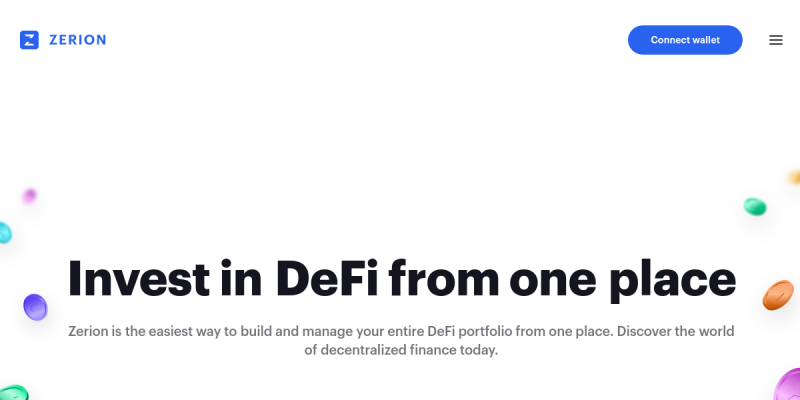 ZERION
Connect wallet
Invest in DeFi from one place
Zerion is the easiest way to build and manage your entire DeFi portfolio from one place. Discover the world
of decentralized finance today.